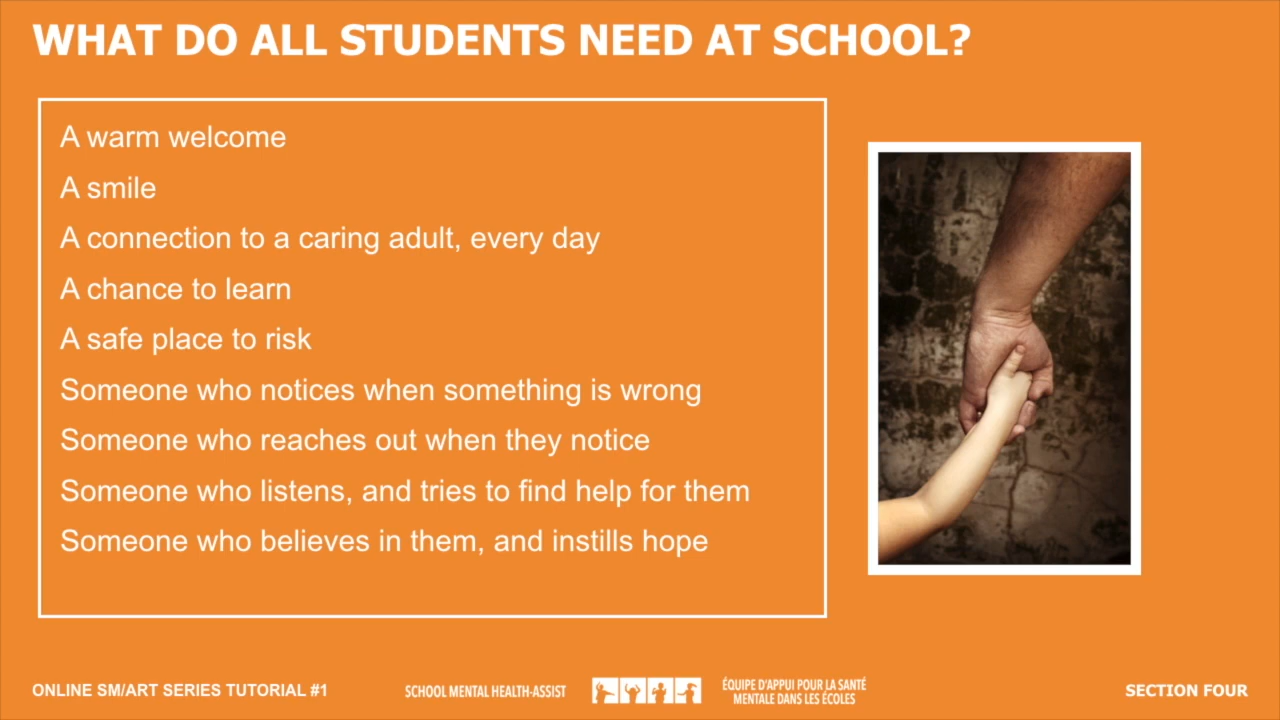 WHAT DO ALL STUDENTS NEED AT SCHOOL?
A warm welcome
A smile
A connection to a caring adult, every day
A chance to learn
A safe place to risk
Someone who notices when something is wrong
Someone who reaches out when they notice
Someone who listens, and tries to find help for them
Someone who believes in them, and instills hope
ONLINE SM/ART SERIES TUTORIAL #1
SCHOOL MENTAL HEALTH-ASSIST
ÉQUIPE D'APPUI POUR LA SANTÉ
MENTALE DANS LES ÉCOLES
SECTION FOUR